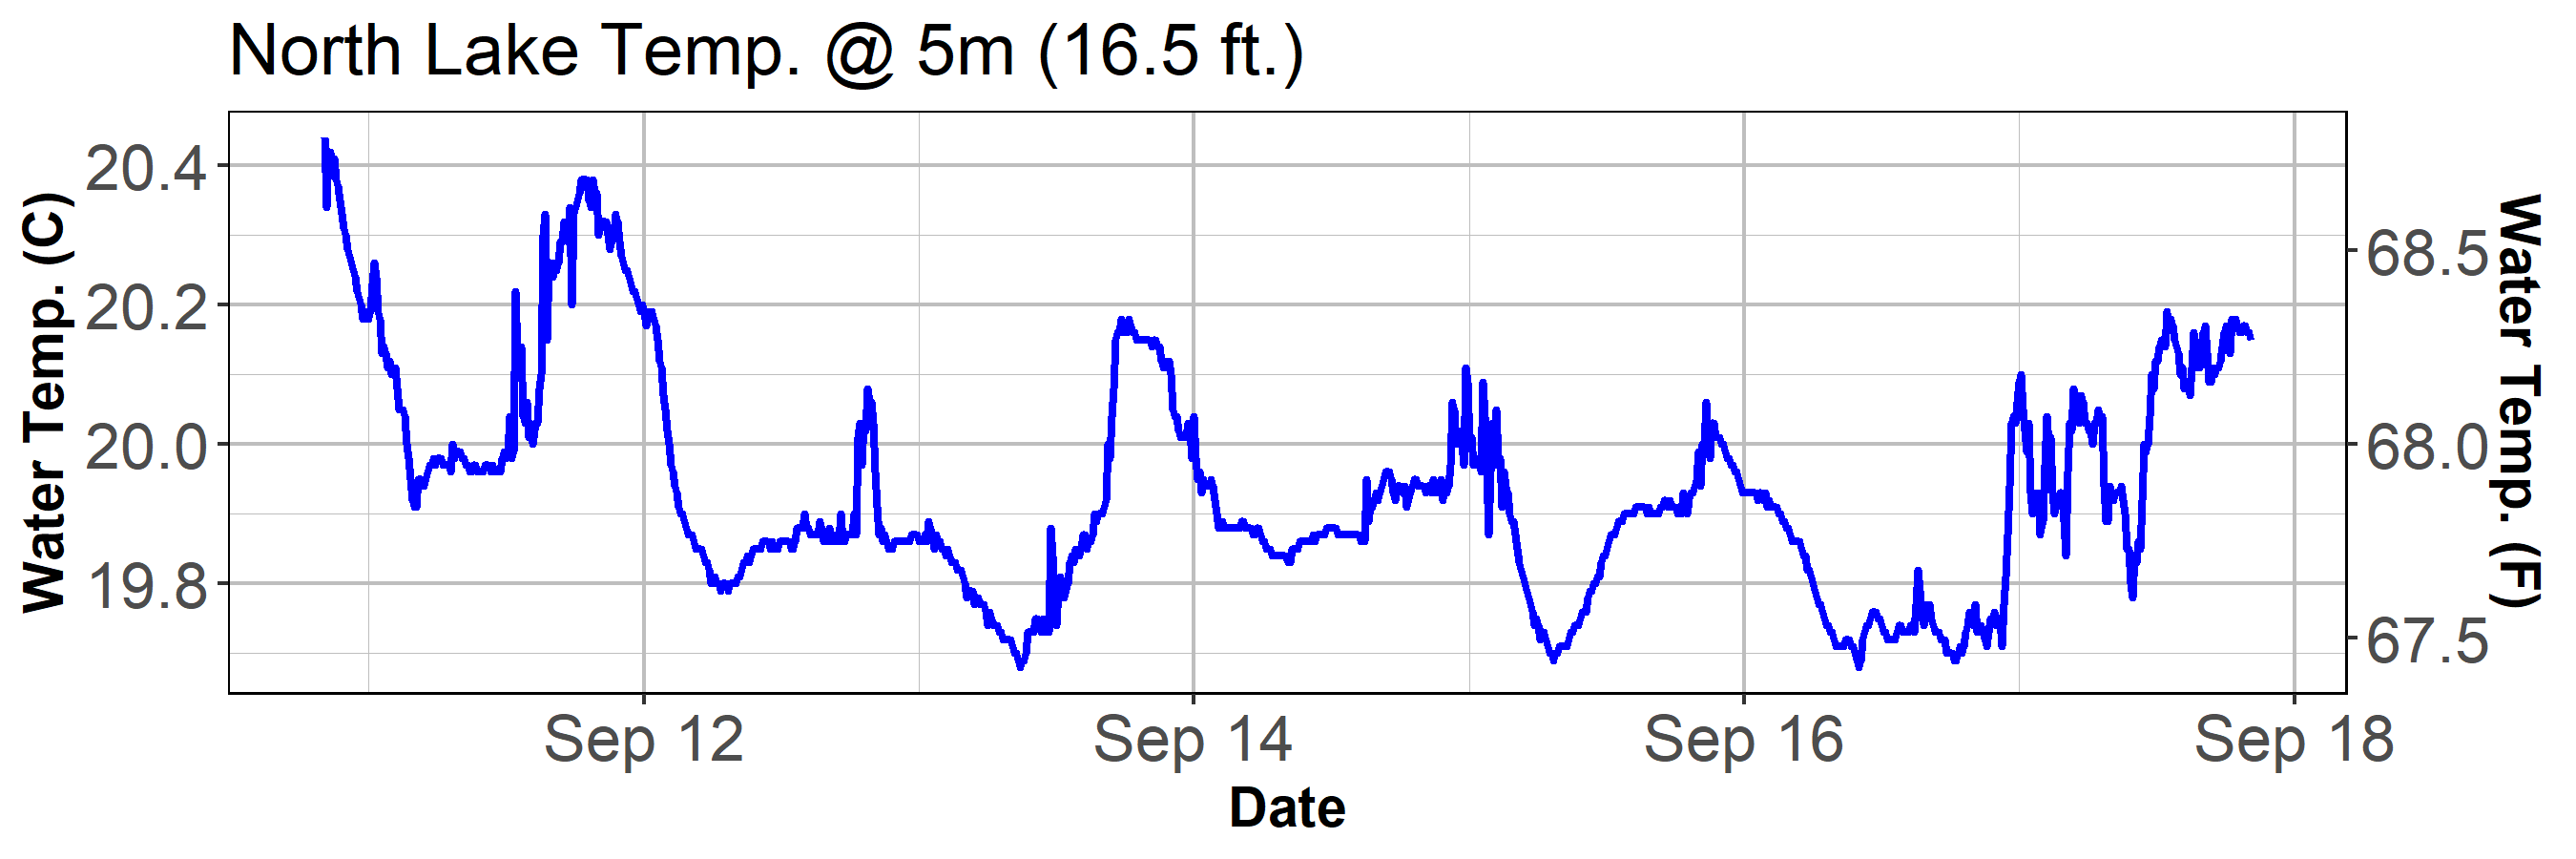 North Lake Temp. @ 5m (16.5 ft.)
Water Temp. (C)
20.4
20.2
20.0
19.8
68.5
68.0
67.5
Water Temp. (F)
Sep 12 Sep 14 Sep 16 Sep 18
Date